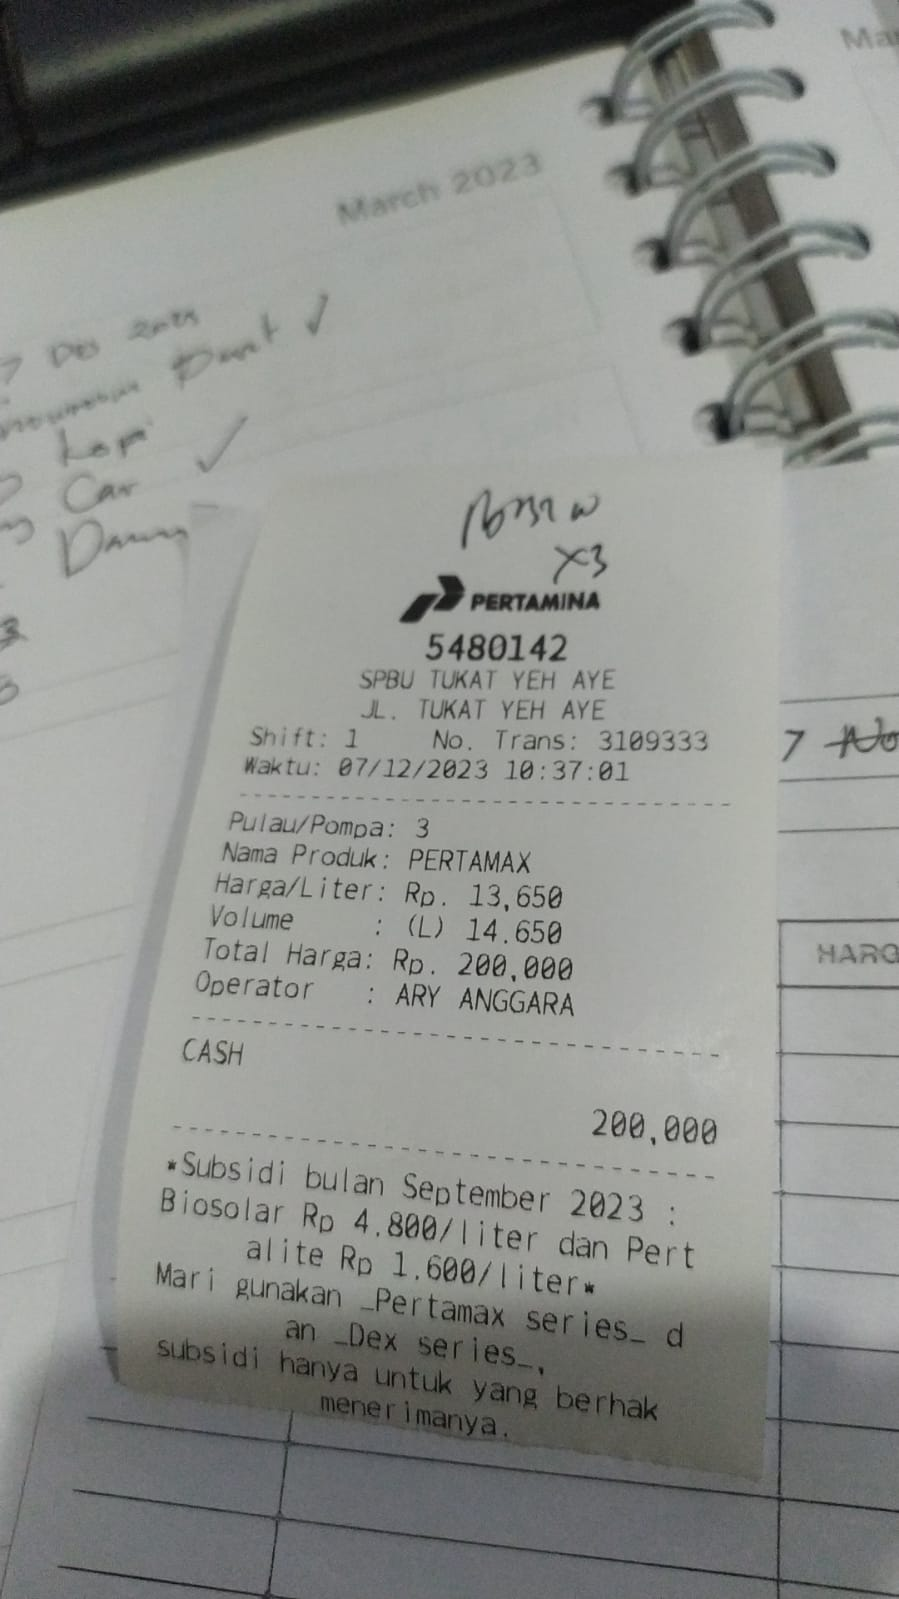 March 2023
Des
Kopi
Car
X3
PERTAMINA
5480142
SPBU TUKAT YEH AYE
JL. TUKAT YEH AYE
Shift: 1 No. Trans: 3109333
Waktu: 07/12/2023 10:37:01
Pulau/Pompa: 3
Nama Produk: PERTAMAX
Harga/Liter: Rp. 13,650
Volume : (L) 14.650
Total Harga: Rp. 200,000
Operator : ARY ANGGARA
CASH
200,000
*Subsidi bulan September 2023 :
Biosolar Rp 4.800/liter dan Pert
alite Rp 1.600/liter*
Mari gunakan _Pertamax series_ d
an _Dex series_,
subsidi hanya untuk yang berhak
menerimanya.
7
HARG